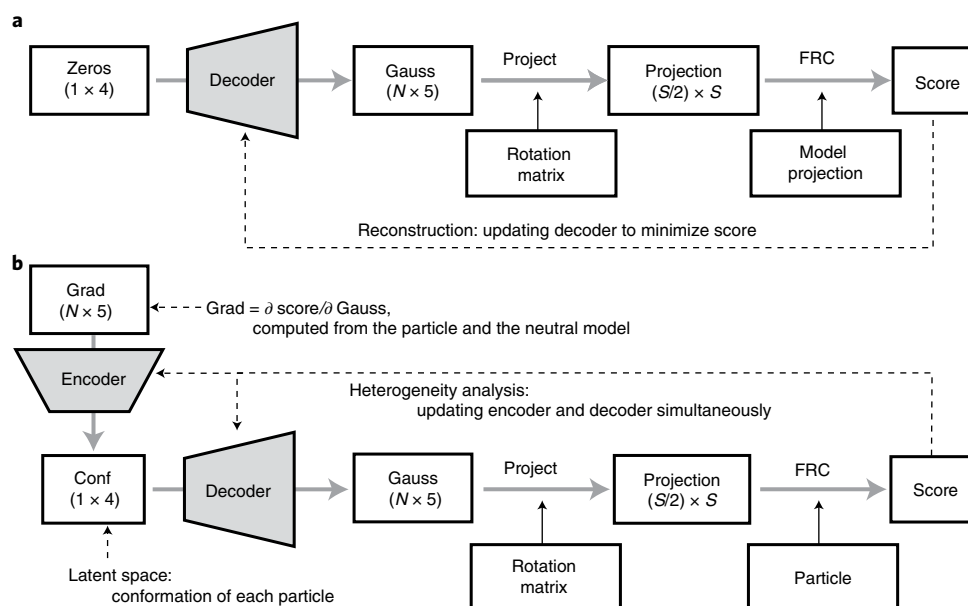 a
Zeros
(1 × 4)
Decoder
Gauss
(N × 5)
Project
Rotation
matrix
Projection
(S/2) × S
FRC
Model
projection
Score
Reconstruction: updating decoder to minimize score
b
Grad
(N × 5)
Grad = ∂ score/∂ Gauss,
computed from the particle and the neutral model
Encoder
Heterogeneity analysis:
updating encoder and decoder simultaneously
Conf
(1 × 4)
Decoder
Gauss
(N × 5)
Project
Rotation
matrix
Projection
(S/2) × S
FRC
Particle
Score
Latent space:
conformation of each particle